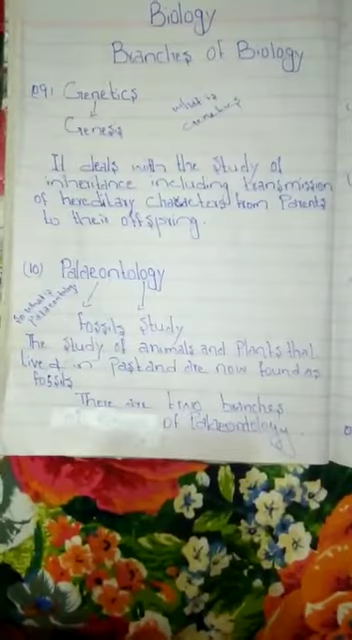 Biology
Branches of Biology
09: Genetics
what is
Genetics
Genesis
It deals with the study of
inheritance including transmission
of hereditary characters from Parents
to their offspring.
(10) Palaeontology
what is
Palaeontology
Fossils Study
The study of animals and Plants that
lived in past and are now found as
fossils
There are two branches
of Palaeontology.